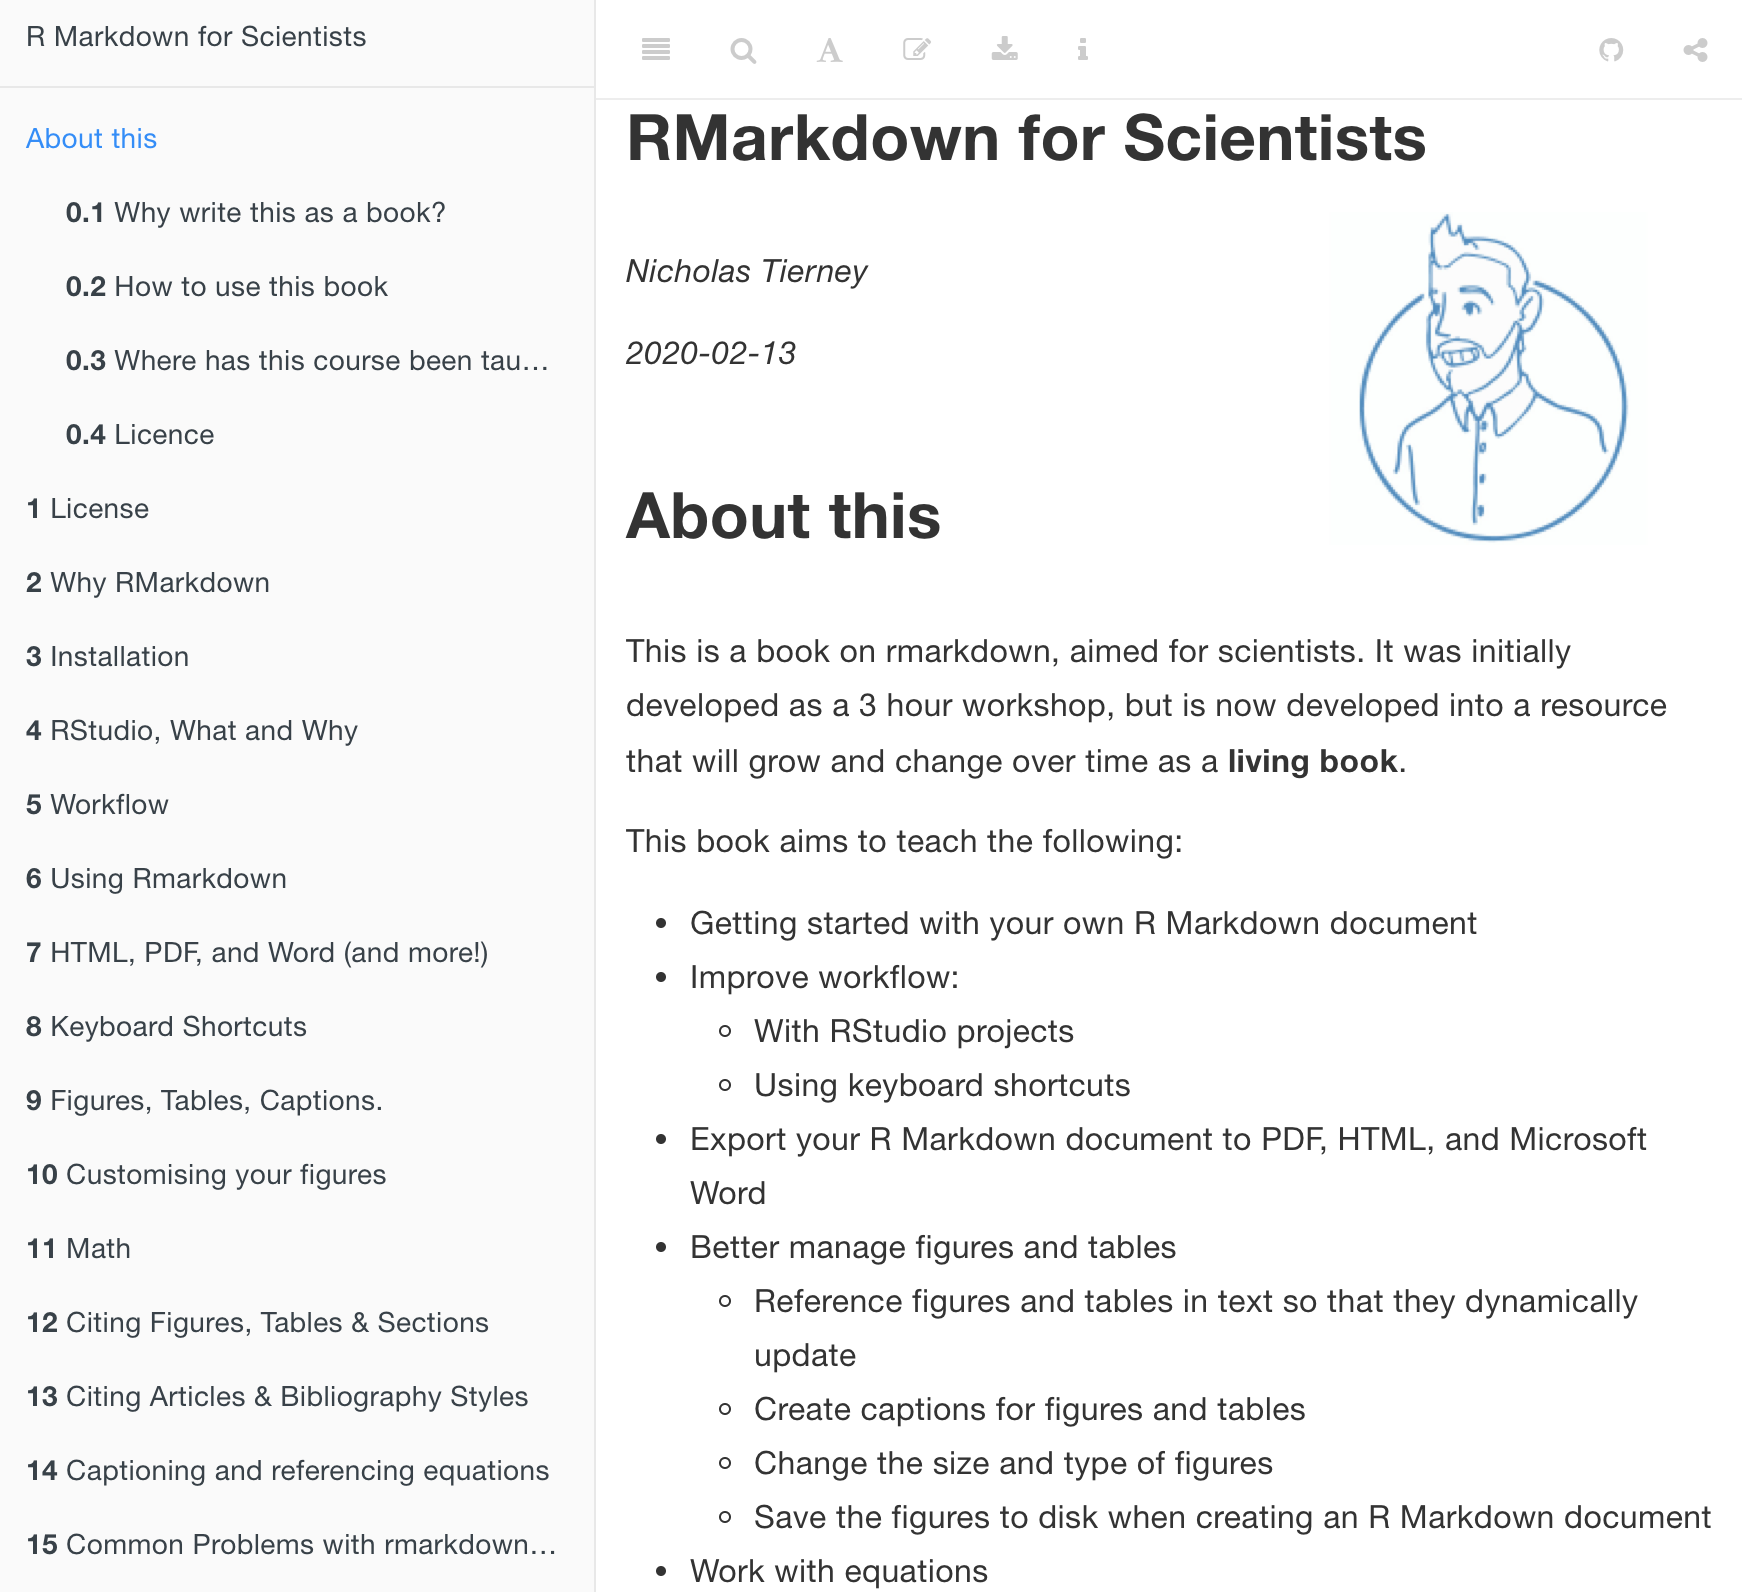 R Markdown for Scientists
About this
0.1 Why write this as a book?
0.2 How to use this book
0.3 Where has this course been tau…
0.4 Licence
1 License
2 Why RMarkdown
3 Installation
4 RStudio, What and Why
5 Workflow
6 Using Rmarkdown
7 HTML, PDF, and Word (and more!)
8 Keyboard Shortcuts
9 Figures, Tables, Captions.
10 Customising your figures
11 Math
12 Citing Figures, Tables & Sections
13 Citing Articles & Bibliography Styles
14 Captioning and referencing equations
15 Common Problems with rmarkdown…
RMarkdown for Scientists
Nicholas Tierney
2020-02-13
About this
This is a book on rmarkdown, aimed for scientists. It was initially
developed as a 3 hour workshop, but is now developed into a resource
that will grow and change over time as a living book.
This book aims to teach the following:
• Getting started with your own R Markdown document
• Improve workflow:
◦ With RStudio projects
◦ Using keyboard shortcuts
• Export your R Markdown document to PDF, HTML, and Microsoft
Word
• Better manage figures and tables
◦ Reference figures and tables in text so that they dynamically
update
◦ Create captions for figures and tables
◦ Change the size and type of figures
◦ Save the figures to disk when creating an R Markdown document
• Work with equations